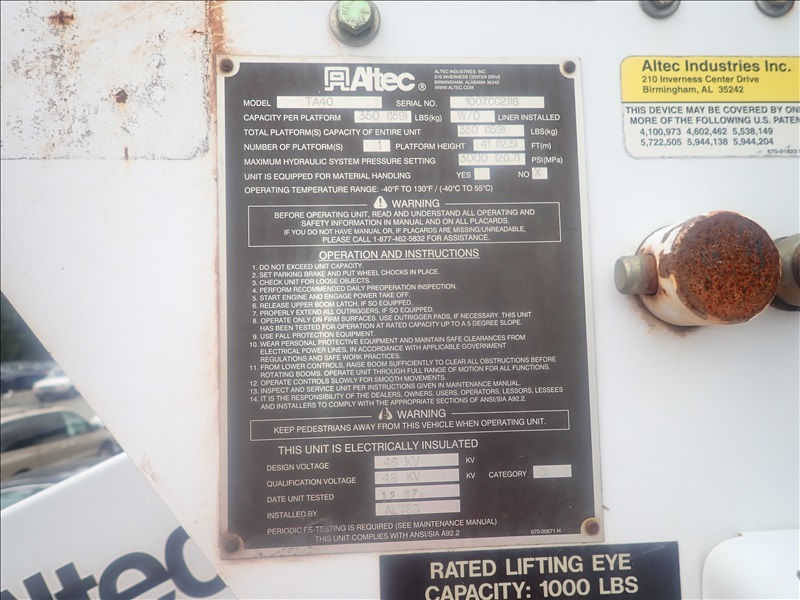 Altec®
ALTEC INDUSTRIES, INC.
210 INVERNESS CENTER DRIVE
BIRMINGHAM, ALABAMA 35242
WWW.ALTEC.COM
MODEL TA40 SERIAL NO. 1007CC2118
CAPACITY PER PLATFORM 350 (159) LBS(kg) W/O LINER INSTALLED
TOTAL PLATFORM(S) CAPACITY OF ENTIRE UNIT 350 (159) LBS(kg)
NUMBER OF PLATFORM(S) 1 PLATFORM HEIGHT 41 (12.5) FT(m)
MAXIMUM HYDRAULIC SYSTEM PRESSURE SETTING 3000 (20.7) PSI(MPa)
UNIT IS EQUIPPED FOR MATERIAL HANDLING YES NO X
OPERATING TEMPERATURE RANGE: -40°F TO 130°F / (-40°C TO 55°C)
WARNING
BEFORE OPERATING UNIT, READ AND UNDERSTAND ALL OPERATING AND
SAFETY INFORMATION IN MANUAL AND ON ALL PLACARDS.
IF YOU DO NOT HAVE MANUAL OR, IF PLACARDS ARE MISSING/UNREADABLE,
PLEASE CALL 1-877-462-5832 FOR ASSISTANCE.
OPERATION AND INSTRUCTIONS
1. DO NOT EXCEED UNIT CAPACITY.
2. SET PARKING BRAKE AND PUT WHEEL CHOCKS IN PLACE.
3. CHECK UNIT FOR LOOSE OBJECTS.
4. PERFORM RECOMMENDED DAILY PREOPERATION INSPECTION.
5. START ENGINE AND ENGAGE POWER TAKE OFF.
6. RELEASE UPPER BOOM LATCH, IF SO EQUIPPED.
7. PROPERLY EXTEND ALL OUTRIGGERS, IF SO EQUIPPED.
8. OPERATE ONLY ON FIRM SURFACES. USE OUTRIGGER PADS, IF NECESSARY. THIS UNIT
HAS BEEN TESTED FOR OPERATION AT RATED CAPACITY UP TO A 5 DEGREE SLOPE.
9. USE FALL PROTECTION EQUIPMENT.
10. WEAR PERSONAL PROTECTIVE EQUIPMENT AND MAINTAIN SAFE CLEARANCES FROM
ELECTRICAL POWER LINES, IN ACCORDANCE WITH APPLICABLE GOVERNMENT
REGULATIONS AND SAFE WORK PRACTICES.
11. FROM LOWER CONTROLS, RAISE BOOM SUFFICIENTLY TO CLEAR ALL OBSTRUCTIONS BEFORE
ROTATING BOOMS. OPERATE UNIT THROUGH FULL RANGE OF MOTION FOR ALL FUNCTIONS.
12. OPERATE CONTROLS SLOWLY FOR SMOOTH MOVEMENTS.
13. INSPECT AND SERVICE UNIT PER INSTRUCTIONS GIVEN IN MAINTENANCE MANUAL.
14. IT IS THE RESPONSIBILITY OF THE DEALERS, OWNERS, USERS, OPERATORS, LESSORS, LESSEES
AND INSTALLERS TO COMPLY WITH THE APPROPRIATE SECTIONS OF ANSI/SIA A92.2.
WARNING
KEEP PEDESTRIANS AWAY FROM THIS VEHICLE WHEN OPERATING UNIT.
THIS UNIT IS ELECTRICALLY INSULATED
DESIGN VOLTAGE 46 KV KV
QUALIFICATION VOLTAGE 46 KV KV CATEGORY
DATE UNIT TESTED 12 07
INSTALLED BY ALTEC
PERIODIC RE-TESTING IS REQUIRED (SEE MAINTENANCE MANUAL)
THIS UNIT COMPLIES WITH ANSI/SIA A92.2
670-00871 H
Altec Industries Inc.
210 Inverness Center Drive
Birmingham, AL 35242
THIS DEVICE MAY BE COVERED BY ON
MORE OF THE FOLLOWING U.S. PATEN
4,100,973 4,602,462 5,538,149
5,722,505 5,944,138 5,944,204
RATED LIFTING EYE
CAPACITY: 1000 LBS
Altec